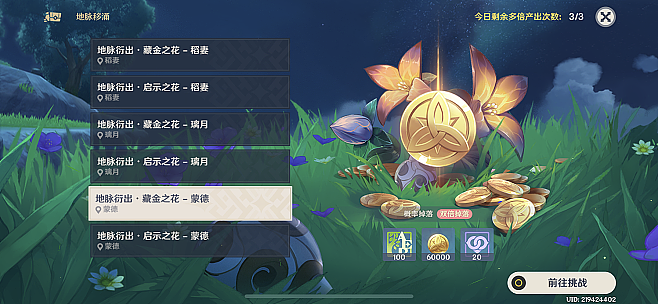 地脉移涌
今日剩余多倍产出次数： 3/3
地脉衍出·藏金之花 – 稻妻
稻妻
地脉衍出·启示之花 – 稻妻
稻妻
地脉衍出·藏金之花 – 璃月
璃月
地脉衍出·启示之花 – 璃月
璃月
地脉衍出·藏金之花 – 蒙德
蒙德
地脉衍出·启示之花 – 蒙德
蒙德
概率掉落 双倍掉落
100 60000 20
前往挑战
UID: 219424402